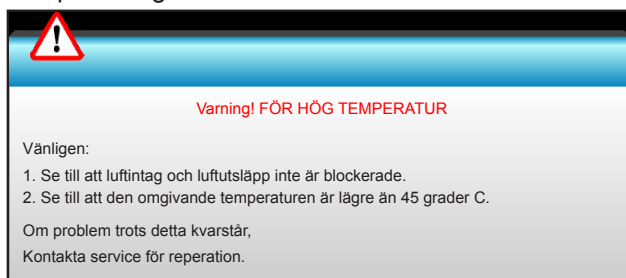 Varning! FÖR HÖG TEMPERATUR
Vänligen:
1. Se till att luftintag och luftutsläpp inte är blockerade.
2. Se till att den omgivande temperaturen är lägre än 45 grader C.
Om problem trots detta kvarstår,
Kontakta service för reperation.